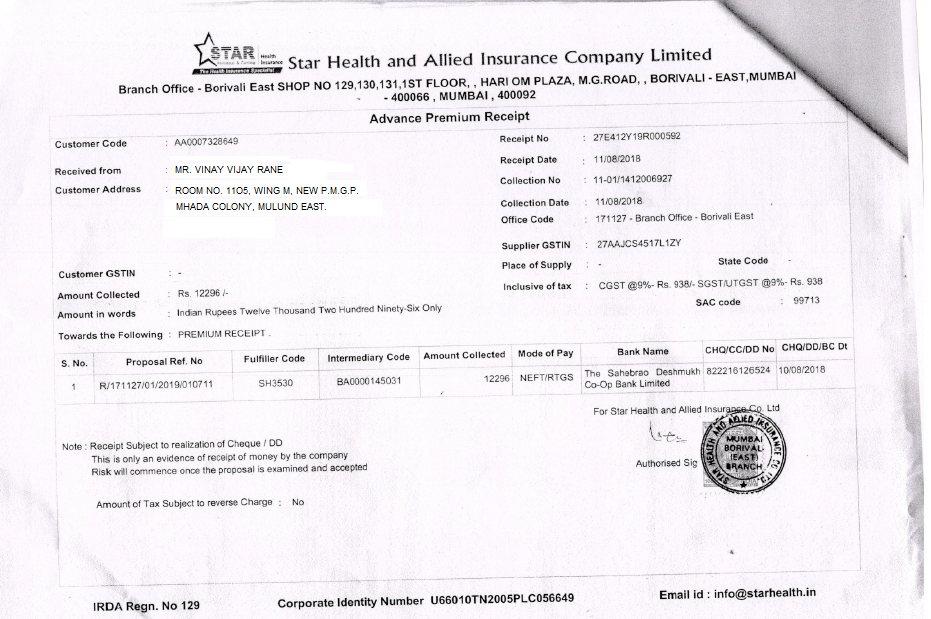 STAR Health Insurance
Personal & Caring
The Health Insurance Specialist
Star Health and Allied Insurance Company Limited
Branch Office - Borivali East SHOP NO 129,130,131,1ST FLOOR, , HARI OM PLAZA, M.G.ROAD, , BORIVALI - EAST,MUMBAI
- 400066 , MUMBAI , 400092
Advance Premium Receipt
Customer Code : AA0007328649
Received from : MR. VINAY VIJAY RANE
Customer Address : ROOM NO. 11O5, WING M, NEW P.M.G.P.
MHADA COLONY, MULUND EAST.
Receipt No : 27E412Y19R000592
Receipt Date : 11/08/2018
Collection No : 11-01/1412006927
Collection Date : 11/08/2018
Office Code : 171127 - Branch Office - Borivali East
Supplier GSTIN : 27AAJCS4517L1ZY
Place of Supply : - State Code -
Inclusive of tax : CGST @9%- Rs. 938/- SGST/UTGST @9%- Rs. 938
SAC code : 99713
Customer GSTIN : -
Amount Collected : Rs. 12296 /-
Amount in words : Indian Rupees Twelve Thousand Two Hundred Ninety-Six Only
Towards the Following : PREMIUM RECEIPT .
S. No. Proposal Ref. No Fulfiller Code Intermediary Code Amount Collected Mode of Pay Bank Name CHQ/CC/DD No CHQ/DD/BC Dt
1 R/171127/01/2019/010711 SH3530 BA0000145031 12296 NEFT/RTGS The Sahebrao Deshmukh Co-Op Bank Limited 822216126524 10/08/2018
For Star Health and Allied Insurance Co. Ltd
Authorised Sig
STAR HEALTH AND ALLIED INSURANCE CO. LTD.
MUMBAI
BORIVALI
(EAST)
BRANCH
Note : Receipt Subject to realization of Cheque / DD
This is only an evidence of receipt of money by the company
Risk will commence once the proposal is examined and accepted
Amount of Tax Subject to reverse Charge : No
IRDA Regn. No 129
Corporate Identity Number U66010TN2005PLC056649
Email id : info@starhealth.in